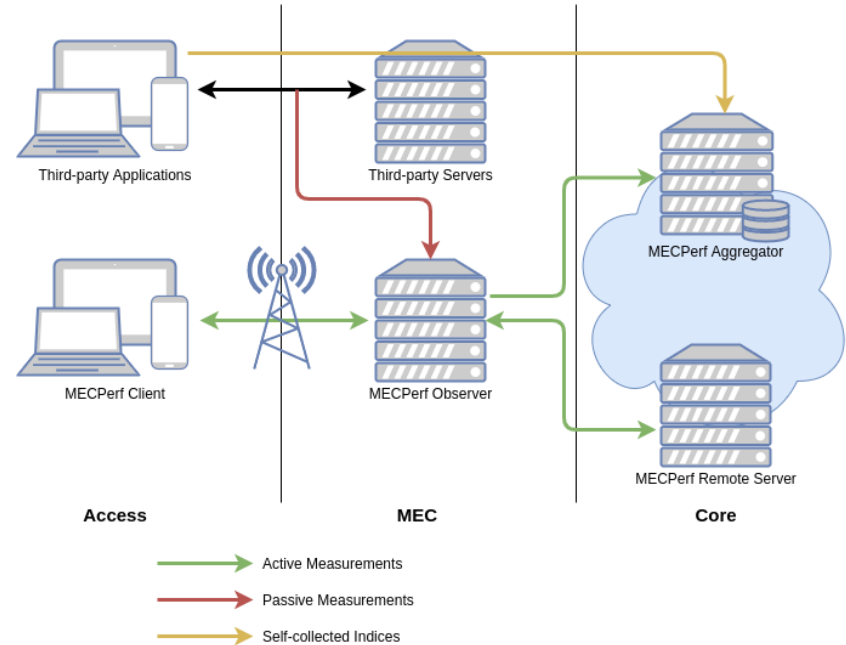 Third-party Applications
Third-party Servers
MECPerf Aggregator
MECPerf Client
MECPerf Observer
MECPerf Remote Server
Access
MEC
Core
Active Measurements
Passive Measurements
Self-collected Indices